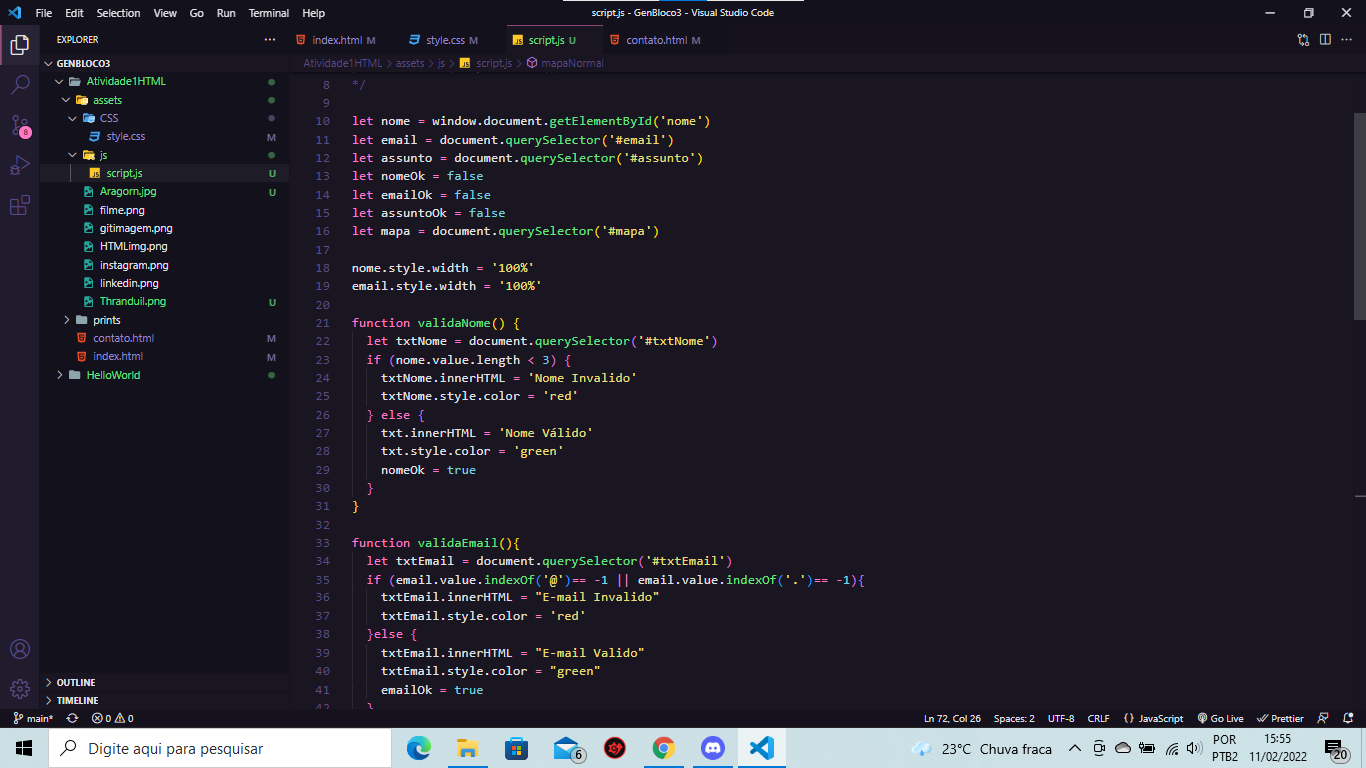 File Edit Selection View Go Run Terminal Help
script.js - GenBloco3 - Visual Studio Code
EXPLORER
GENBLOCO3
Atividade1HTML
assets
CSS
style.css M
js
script.js U
Aragorn.jpg U
filme.png
gitimagem.png
HTMLimg.png
instagram.png
linkedin.png
Thranduil.png U
prints
contato.html M
index.html M
HelloWorld
OUTLINE
TIMELINE
8
index.html M
style.css M
script.js U
contato.html M
Atividade1HTML > assets > js > script.js > mapaNormal
8 */
9
10 let nome = window.document.getElementById('nome')
11 let email = document.querySelector('#email')
12 let assunto = document.querySelector('#assunto')
13 let nomeOk = false
14 let emailOk = false
15 let assuntoOk = false
16 let mapa = document.querySelector('#mapa')
17
18 nome.style.width = '100%'
19 email.style.width = '100%'
20
21 function validaNome() {
22 let txtNome = document.querySelector('#txtNome')
23 if (nome.value.length < 3) {
24 txtNome.innerHTML = 'Nome Invalido'
25 txtNome.style.color = 'red'
26 } else {
27 txt.innerHTML = 'Nome Válido'
28 txt.style.color = 'green'
29 nomeOk = true
30 }
31 }
32
33 function validaEmail(){
34 let txtEmail = document.querySelector('#txtEmail')
35 if (email.value.indexOf('@')== -1 || email.value.indexOf('.')== -1){
36 txtEmail.innerHTML = "E-mail Invalido"
37 txtEmail.style.color = 'red'
38 }else {
39 txtEmail.innerHTML = "E-mail Valido"
40 txtEmail.style.color = "green"
41 emailOk = true
42 }
main* 0 0
Ln 72, Col 26 Spaces: 2 UTF-8 CRLF {} JavaScript Go Live Prettier
Digite aqui para pesquisar
6
23°C Chuva fraca
POR
PTB2
15:55
11/02/2022
20